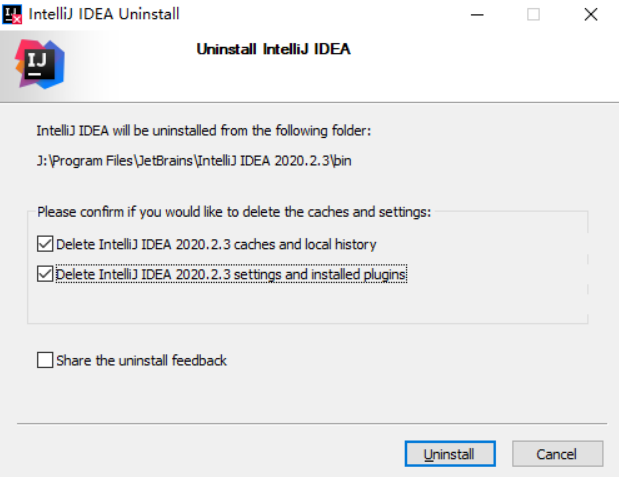 IntelliJ IDEA Uninstall
Uninstall IntelliJ IDEA
IJ
IntelliJ IDEA will be uninstalled from the following folder:
J:\Program Files\JetBrains\IntelliJ IDEA 2020.2.3\bin
Please confirm if you would like to delete the caches and settings:
Delete IntelliJ IDEA 2020.2.3 caches and local history
Delete IntelliJ IDEA 2020.2.3 settings and installed plugins
Share the uninstall feedback
Uninstall Cancel